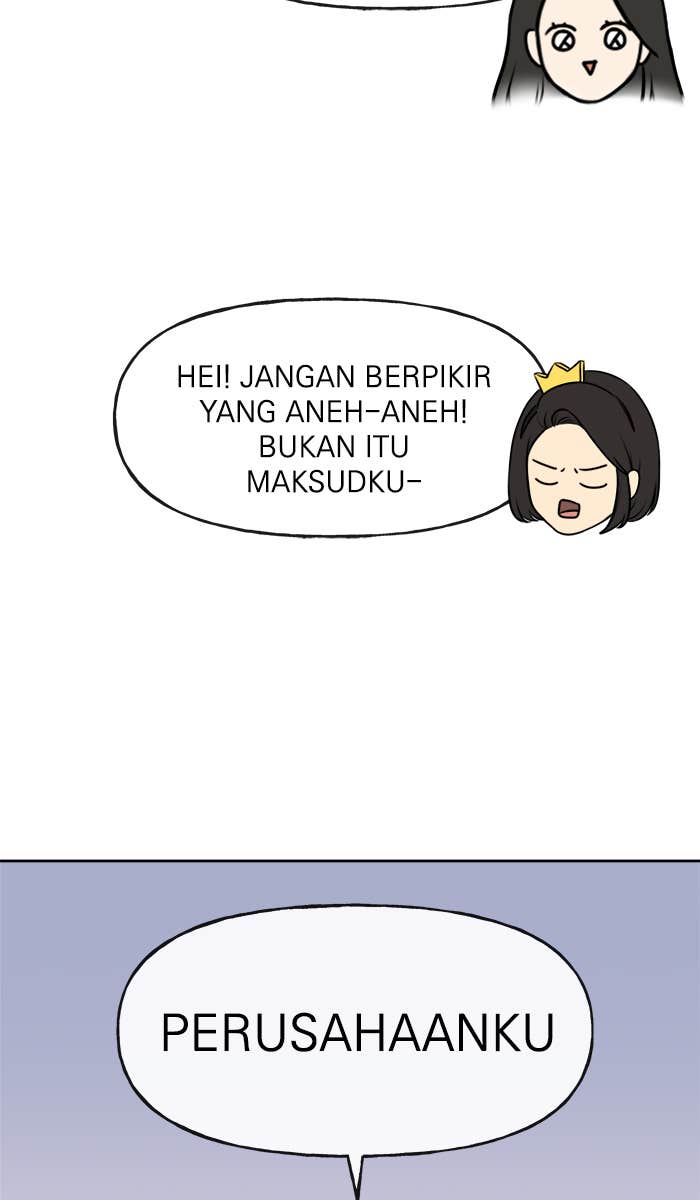 HEI! JANGAN BERPIKIR
YANG ANEH-ANEH!
BUKAN ITU
MAKSUDKU-
PERUSAHAANKU